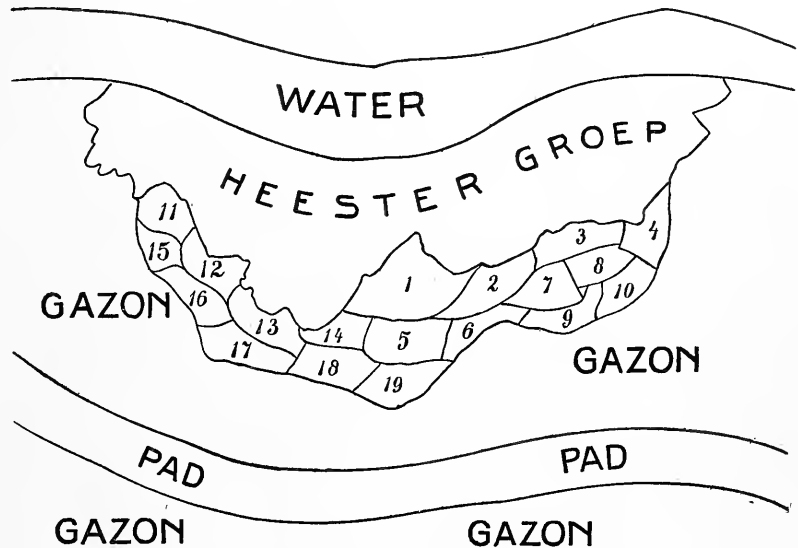 WATER
HEESTER GROEP
11
15
12
16
13
17
14
18
1
5
19
2
6
3
7
8
9
4
10
GAZON
GAZON
PAD
PAD
GAZON
GAZON